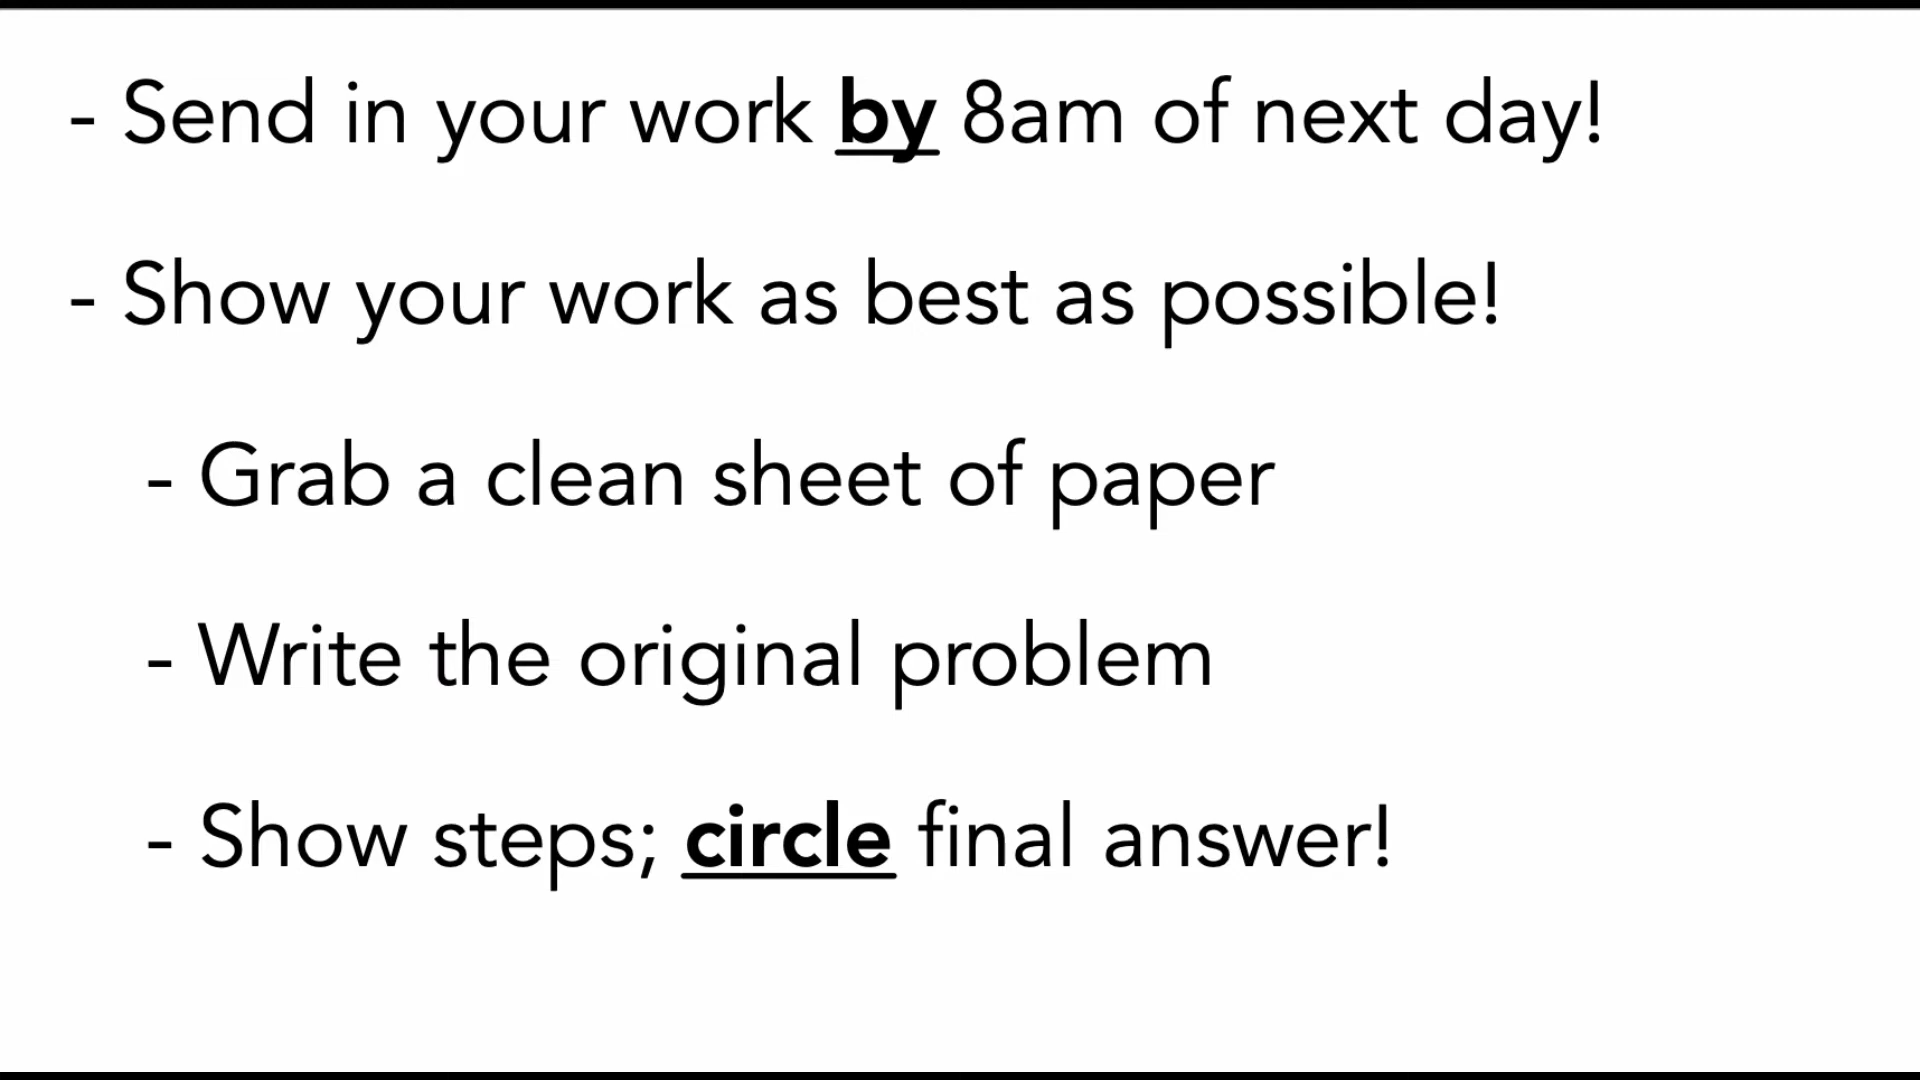 - Send in your work by 8am of next day!
- Show your work as best as possible!
- Grab a clean sheet of paper
- Write the original problem
- Show steps; circle final answer!